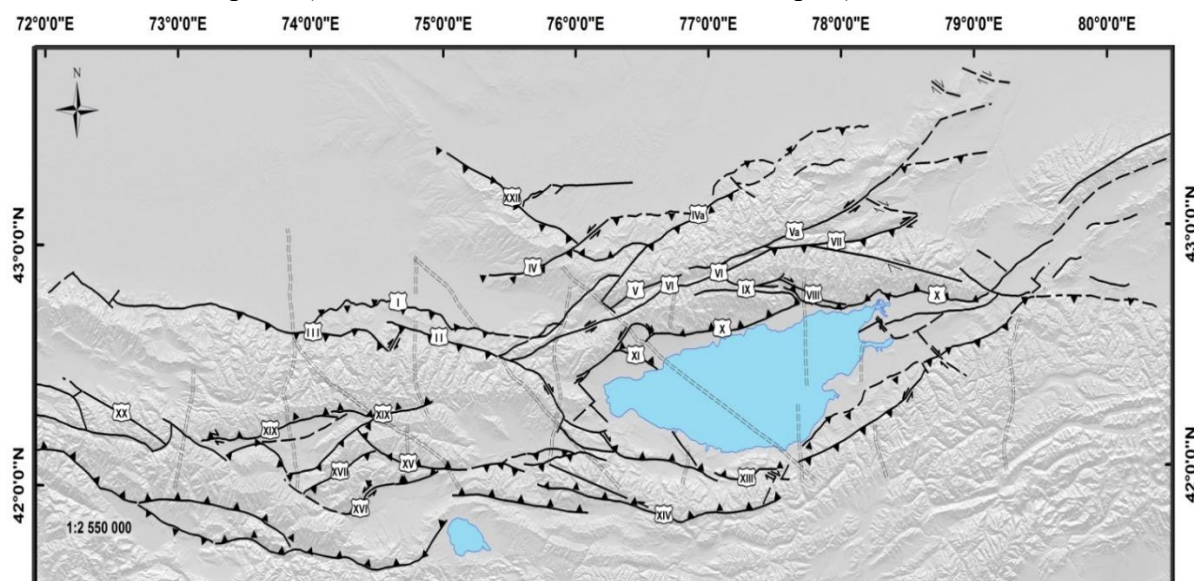 72°0'0"E 73°0'0"E 74°0'0"E 75°0'0"E 76°0'0"E 77°0'0"E 78°0'0"E 79°0'0"E 80°0'0"E
N
43°0'0"N
43°0'0"N
42°0'0"N
42°0'0"N
XXII
IVa
Va
VII
IV
VI
V
VI
IX
VIII
X
I
III
II
X
XI
XX
XIX
XIX
XV
XVII
XIII
XVI
XIV
1:2 550 000